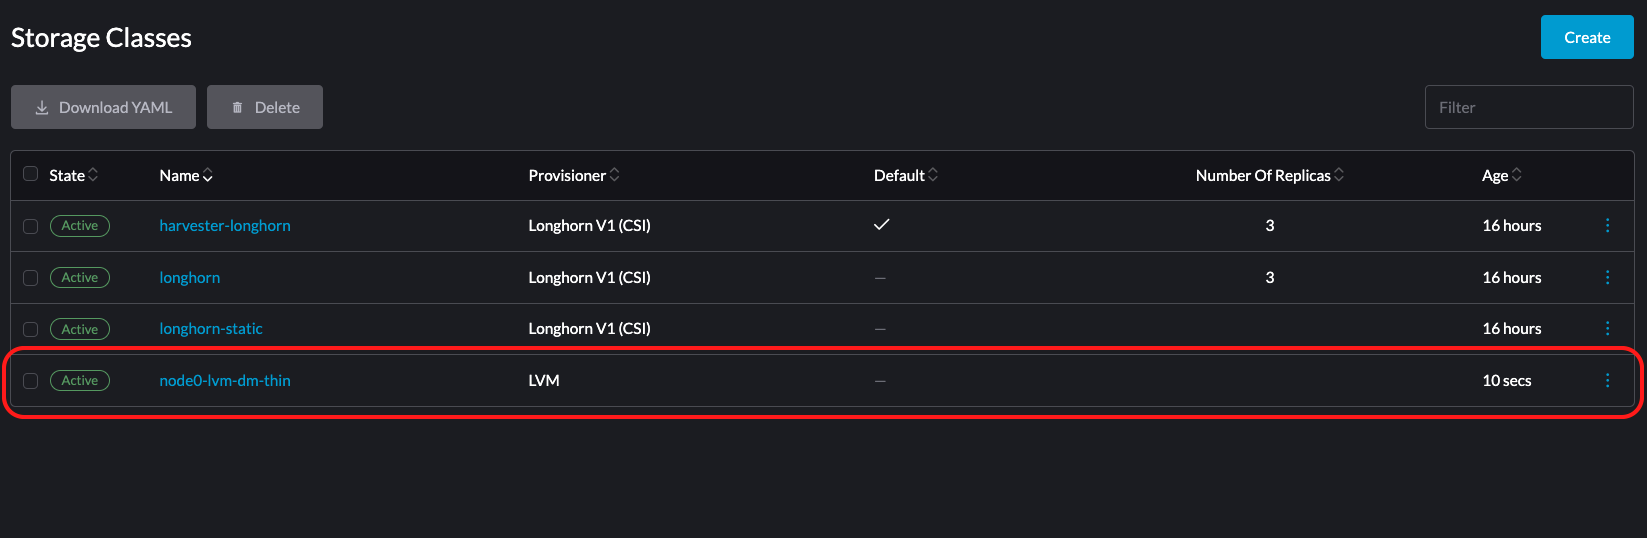 Storage Classes
Create
Download YAML Delete Filter
State Name Provisioner Default Number Of Replicas Age
Active harvester-longhorn Longhorn V1 (CSI) 3 16 hours
Active longhorn Longhorn V1 (CSI) — 3 16 hours
Active longhorn-static Longhorn V1 (CSI) — 16 hours
Active node0-lvm-dm-thin LVM — 10 secs